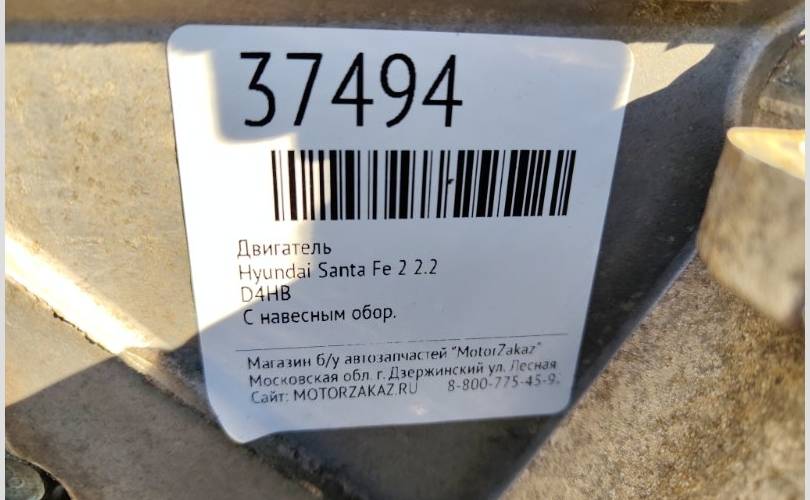 37494
Двигатель
Hyundai Santa Fe 2 2.2
D4HB
С навесным обор.
Магазин б/у автозапчастей "MotorZakaz"
Московская обл. г. Дзержинский ул. Лесная
Сайт: MOTORZAKAZ.RU 8-800-775-45-9